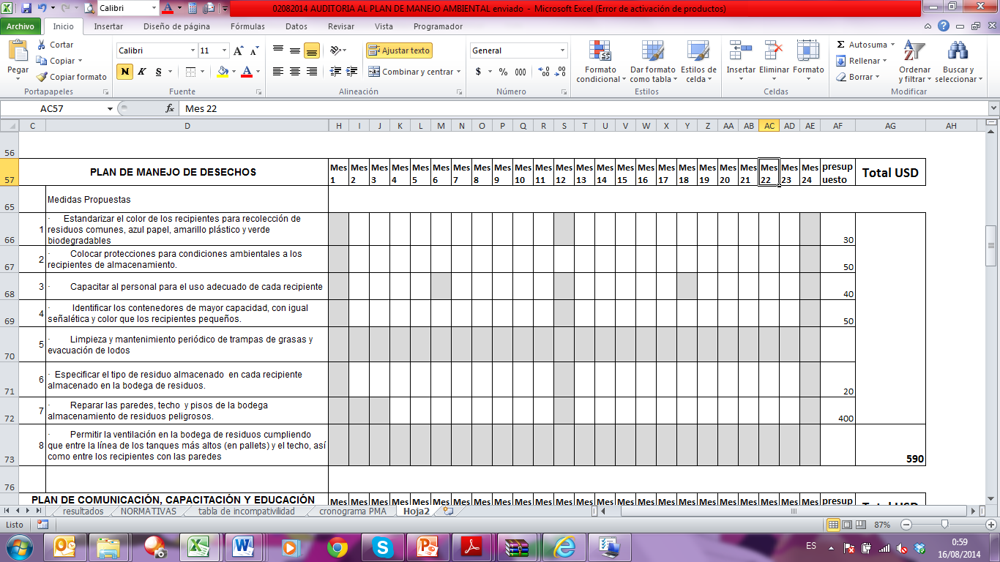 Calibri
02082014 AUDITORIA AL PLAN DE MANEJO AMBIENTAL enviado - Microsoft Excel (Error de activación de productos)
Archivo Inicio Insertar Diseño de página Fórmulas Datos Revisar Vista Programador
Pegar
Cortar
Copiar
Copiar formato
Portapapeles
Calibri 11
N K S
Fuente
Ajustar texto
Combinar y centrar
Alineación
General
$ % 000
Número
Formato condicional
Dar formato como tabla
Estilos de celda
Estilos
Insertar Eliminar Formato
Celdas
Σ Autosuma
Rellenar
Borrar
Ordenar y filtrar
Buscar y seleccionar
Modificar
AC57 fx Mes 22
C D H I J K L M N O P Q R S T U V W X Y Z AA AB AC AD AE AF AG AH
56
57 PLAN DE MANEJO DE DESECHOS Mes 1 Mes 2 Mes 3 Mes 4 Mes 5 Mes 6 Mes 7 Mes 8 Mes 9 Mes 10 Mes 11 Mes 12 Mes 13 Mes 14 Mes 15 Mes 16 Mes 17 Mes 18 Mes 19 Mes 20 Mes 21 Mes 22 Mes 23 Mes 24 presup uesto Total USD
65 Medidas Propuestas
66 1 · Estandarizar el color de los recipientes para recolección de
residuos comunes, azul papel, amarillo plástico y verde
biodegradables 30
67 2 · Colocar protecciones para condiciones ambientales a los
recipientes de almacenamiento. 50
68 3 · Capacitar al personal para el uso adecuado de cada recipiente 40
69 4 · Identificar los contenedores de mayor capacidad, con igual
señalética y color que los recipientes pequeños. 50
70 5 · Limpieza y mantenimiento periódico de trampas de grasas y
evacuación de lodos
71 6 · Especificar el tipo de residuo almacenado en cada recipiente
almacenado en la bodega de residuos. 20
72 7 · Reparar las paredes, techo y pisos de la bodega
almacenamiento de residuos peligrosos. 400
73 8 · Permitir la ventilación en la bodega de residuos cumpliendo
que entre la línea de los tanques más altos (en pallets) y el techo, así
como entre los recipientes con las paredes 590
76
PLAN DE COMUNICACIÓN, CAPACITACIÓN Y EDUCACIÓN Mes Mes Mes Mes Mes Mes Mes Mes Mes Mes Mes Mes Mes Mes Mes Mes Mes Mes Mes Mes Mes Mes Mes Mes presup Total USD
resultados NORMATIVAS tabla de incompativilidad cronograma PMA Hoja2
Listo 87%
ES 0:59
16/08/2014